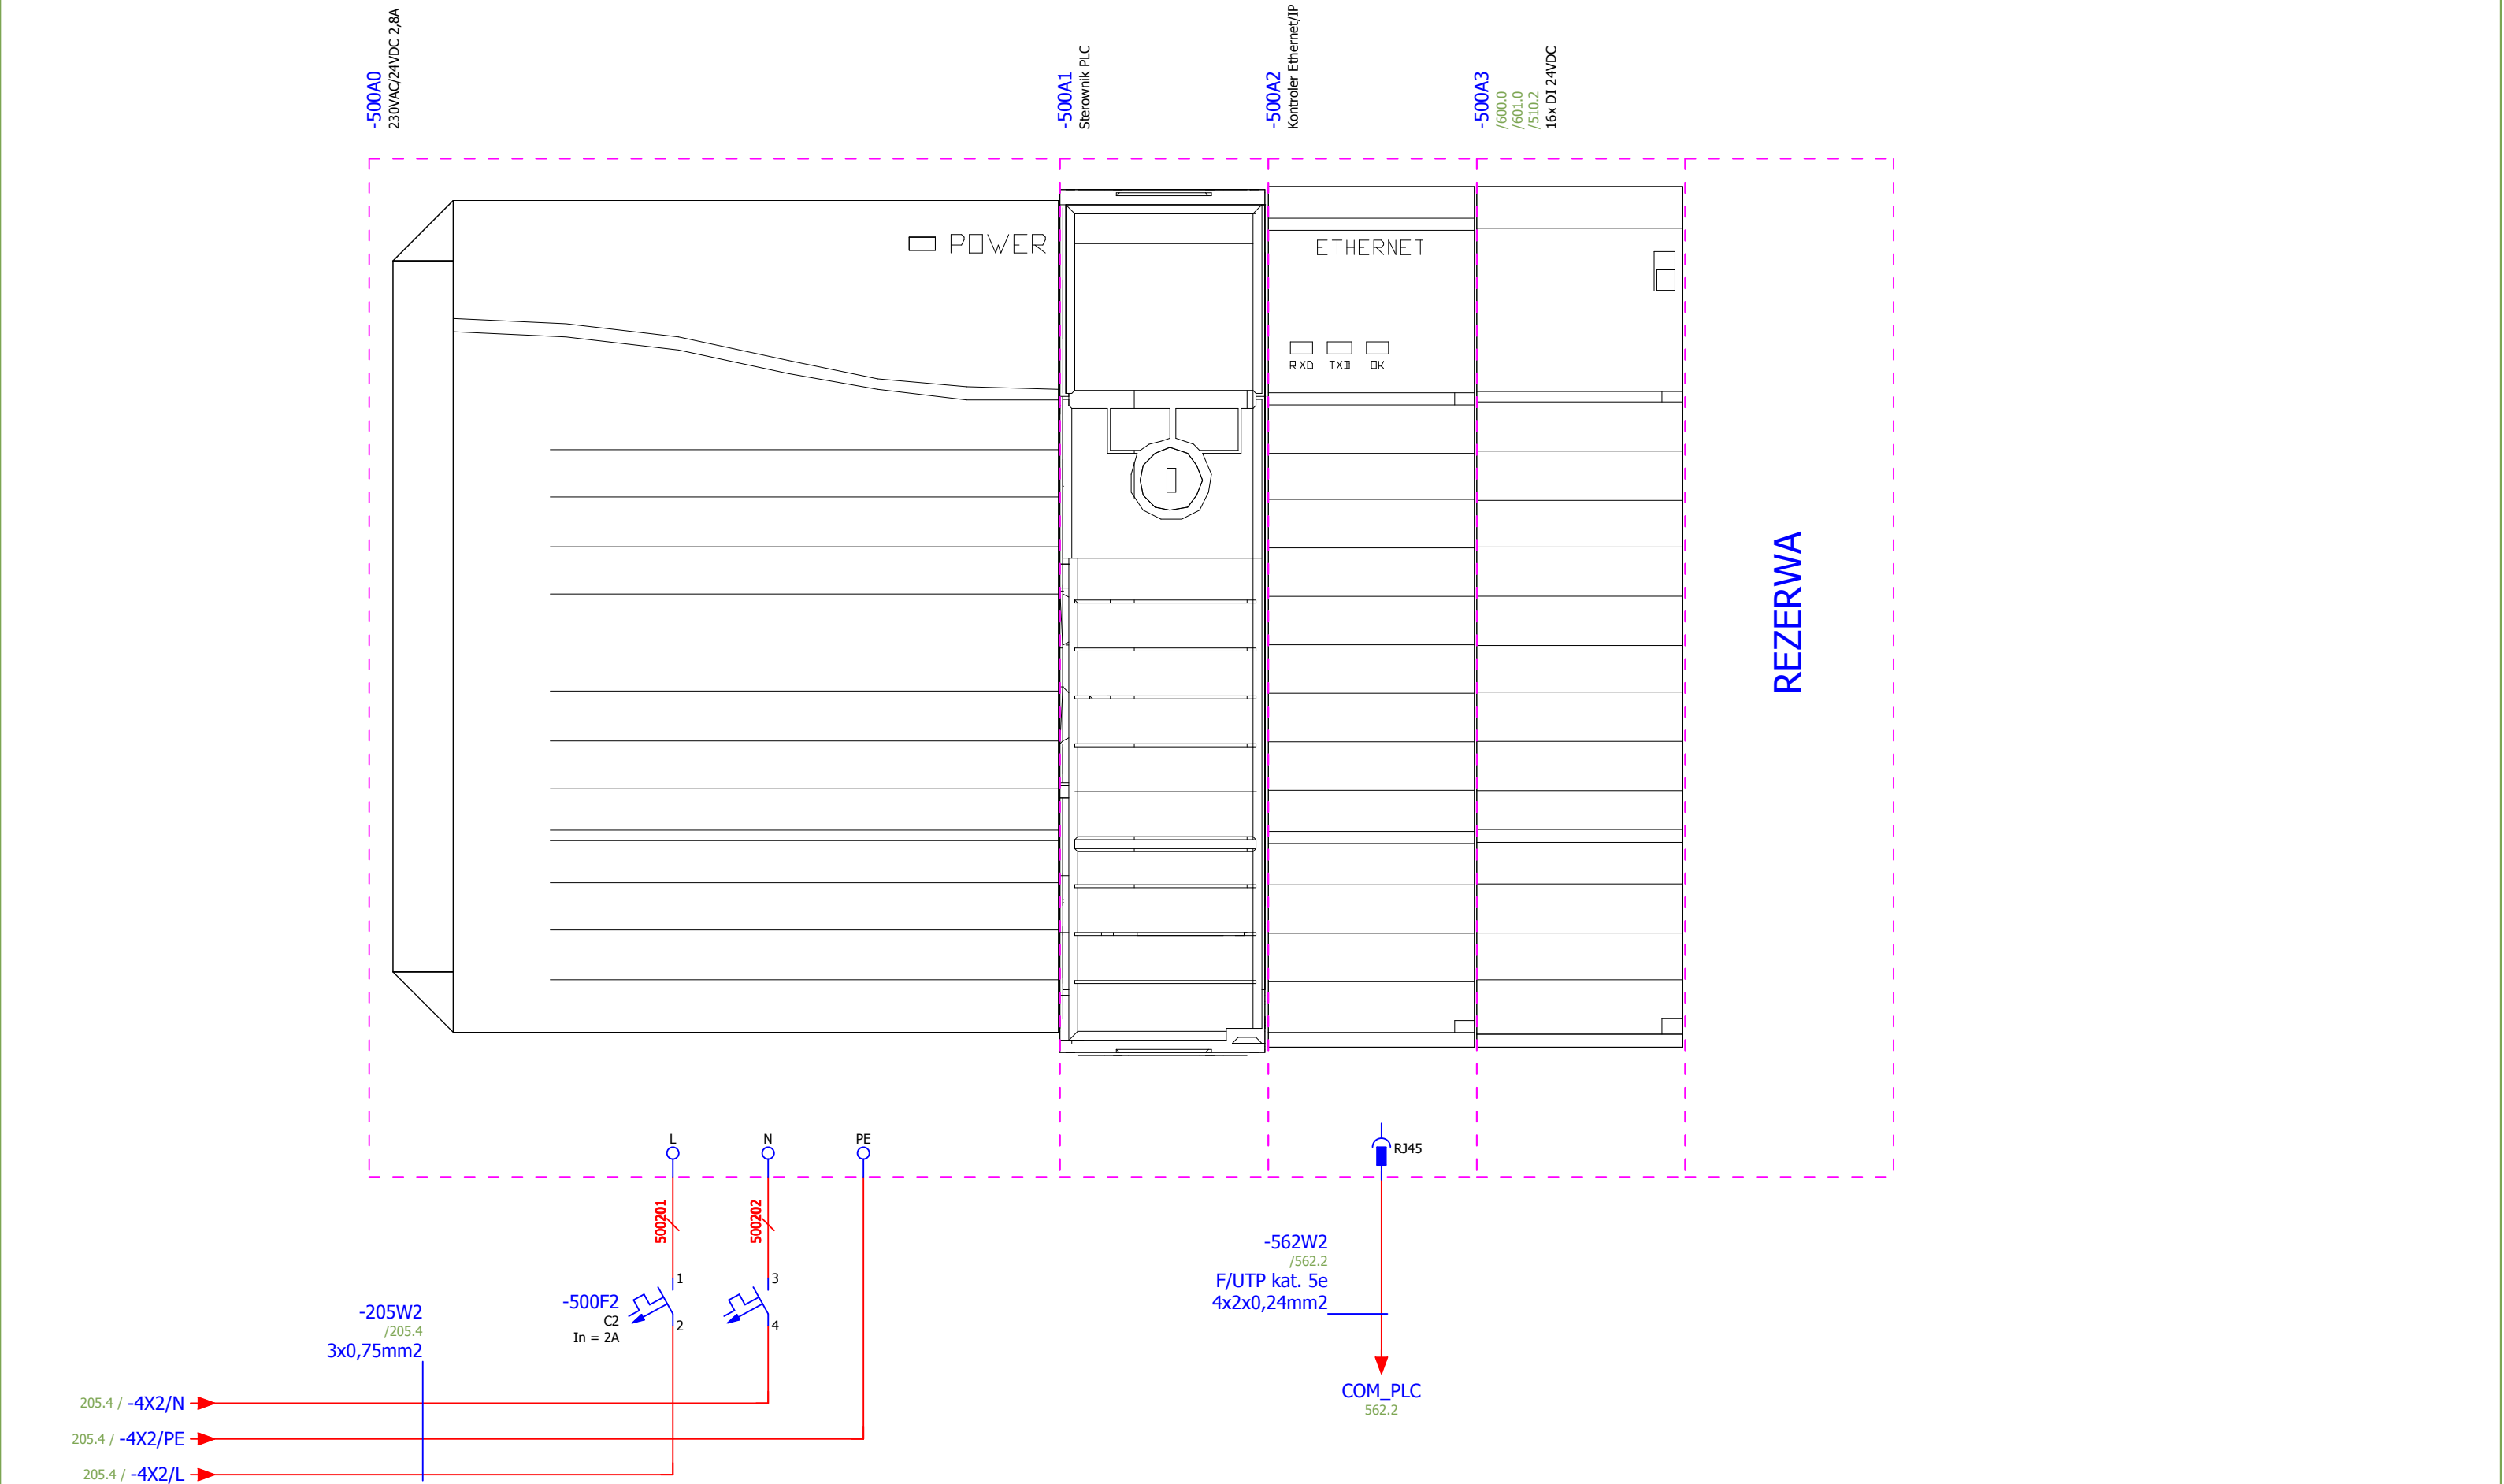 -500A0
230VAC/24VDC 2,8A
-500A1
Sterownik PLC
-500A2
Kontroler Ethernet/IP
-500A3
/600.0
/601.0
/510.2
16x DI 24VDC
POWER
ETHERNET
RXD TXD OK
REZERWA
L
N
PE
RJ45
500201
500202
-562W2
/562.2
F/UTP kat. 5e
4x2x0,24mm2
1
3
-500F2
C2
In = 2A
2
4
-205W2
/205.4
3x0,75mm2
COM_PLC
562.2
205.4 / -4X2/N
205.4 / -4X2/PE
205.4 / -4X2/L